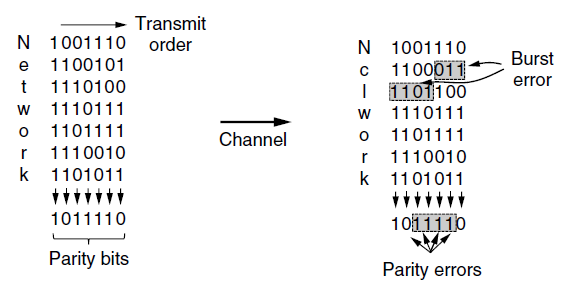 Transmit
order
N 1001110
e 1100101
t 1110100
w 1110111
o 1101111
r 1110010
k 1101011
1011110
Parity bits
Channel
N 1001110
c 1100011
l 1101100
w 1110111
o 1101111
r 1110010
k 1101011
1011110
Burst
error
Parity errors